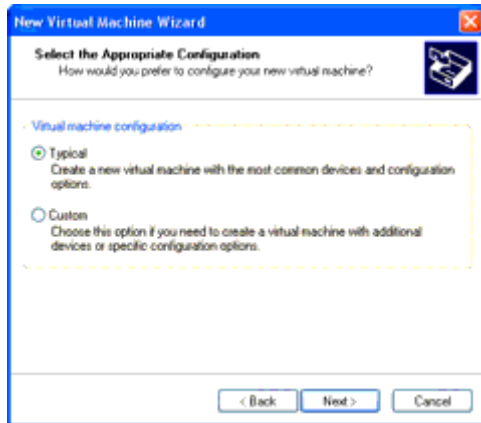 New Virtual Machine Wizard
Select the Appropriate Configuration
How would you prefer to configure your new virtual machine?
Virtual machine configuration
Typical
Create a new virtual machine with the most common devices and configuration
options.
Custom
Choose this option if you need to create a virtual machine with additional
devices or specific configuration options.
< Back
Next >
Cancel